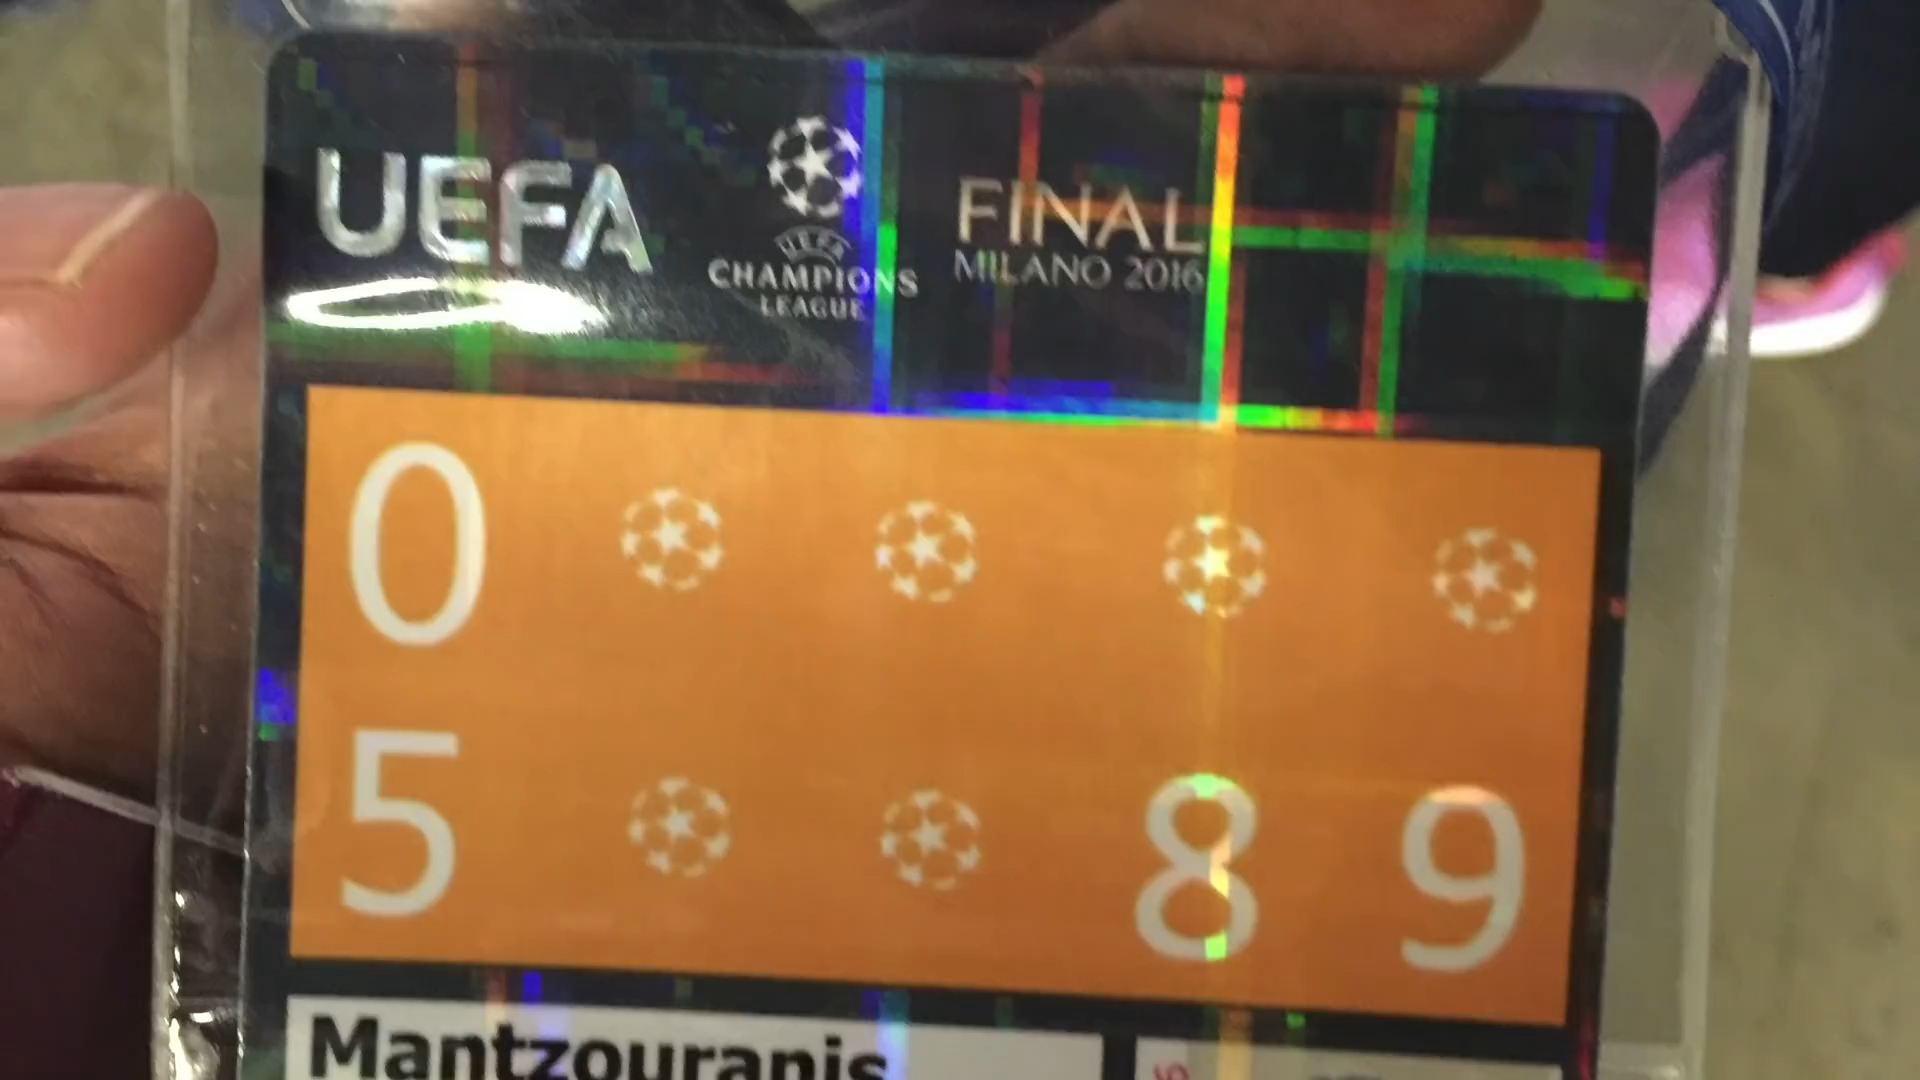 UEFA
UEFA
CHAMPIONS
LEAGUE
FINAL
MILANO 2016
0
5 8 9
Mantzouranis